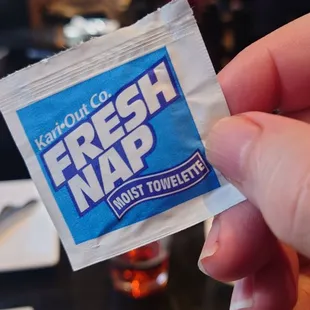 Kari•Out Co.
FRESH
NAP
MOIST TOWELETTE